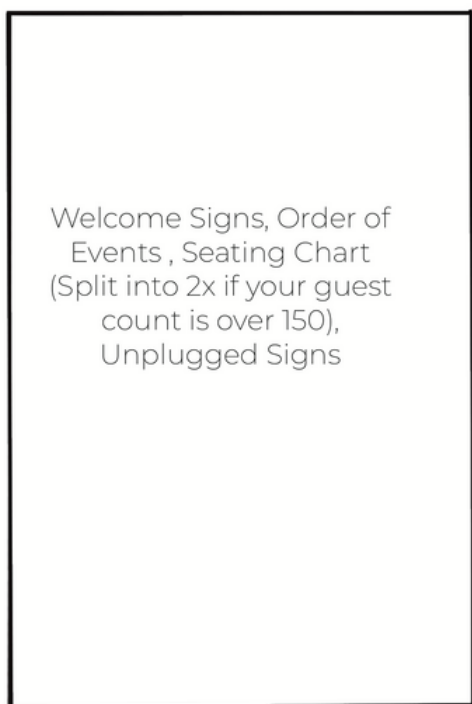 Welcome Signs, Order of
Events , Seating Chart
(Split into 2x if your guest
count is over 150),
Unplugged Signs